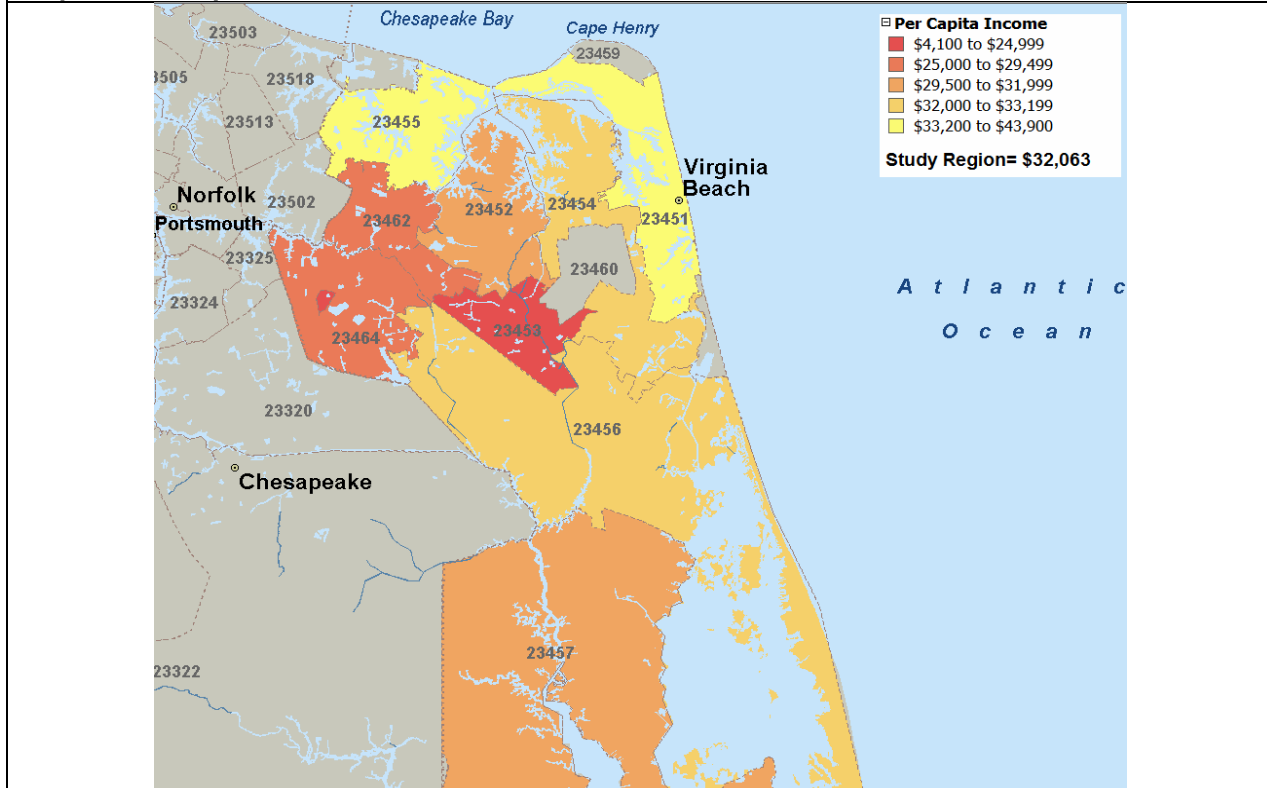 Chesapeake Bay
Cape Henry
23503
23459
23518
23455
23513
Norfolk
Portsmouth
23502
23462
23452
23454
23451
Virginia
Beach
23325
23460
23324
23464
23453
23320
23456
Chesapeake
23457
23322
Atlantic
Ocean
Per Capita Income
$4,100 to $24,999
$25,000 to $29,499
$29,500 to $31,999
$32,000 to $33,199
$33,200 to $43,900
Study Region= $32,063